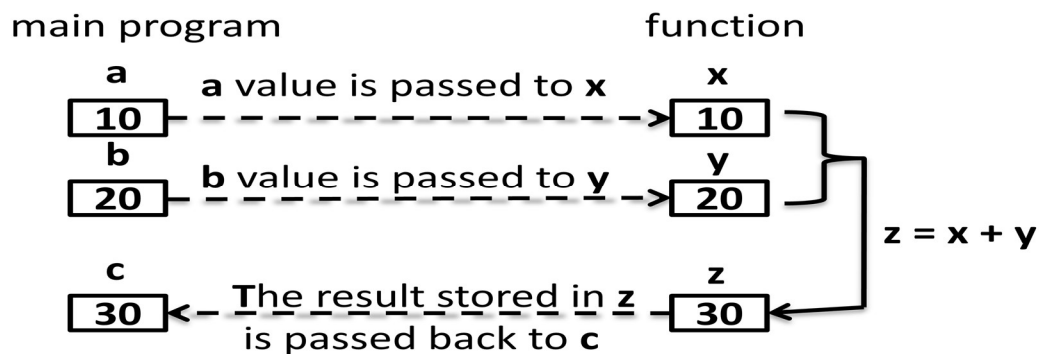 main program
function
a
a value is passed to x
x
10
10
b
b value is passed to y
y
20
20
z = x + y
c
The result stored in z
z
30
30
is passed back to c